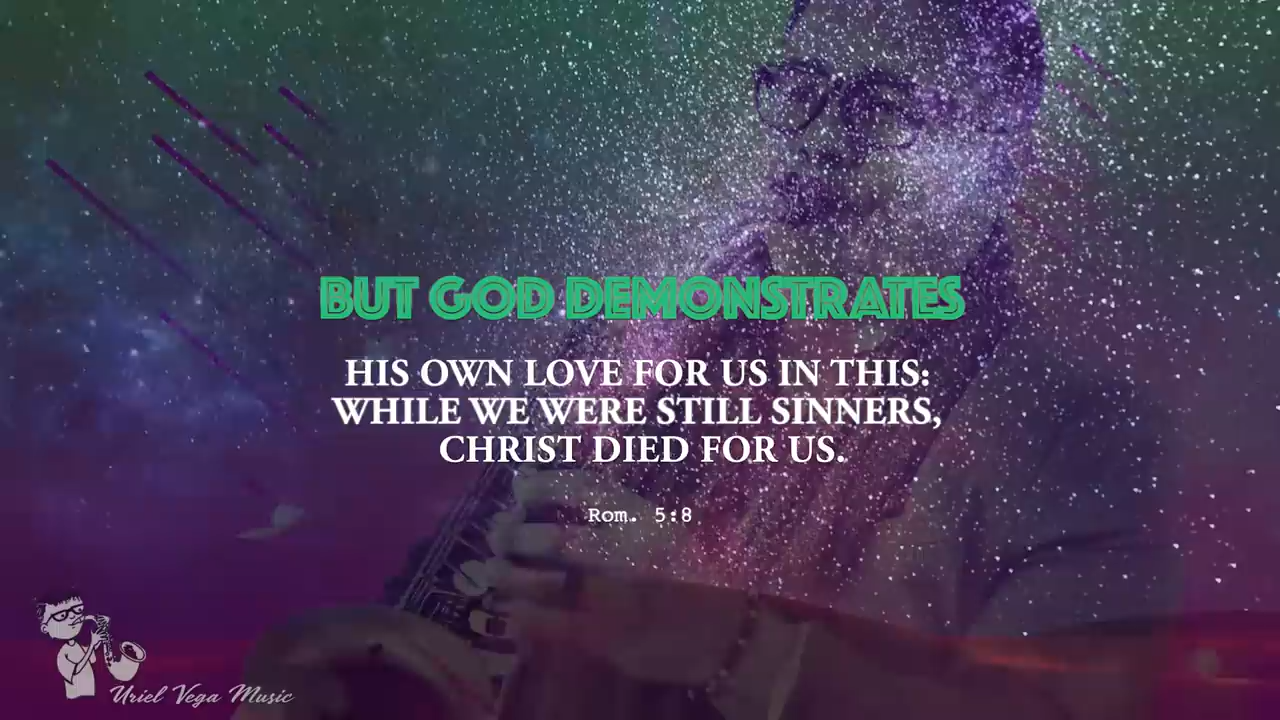 BUT GOD DEMONSTRATES
HIS OWN LOVE FOR US IN THIS:
WHILE WE WERE STILL SINNERS,
CHRIST DIED FOR US.
Rom. 5:8
Uriel Vega Music